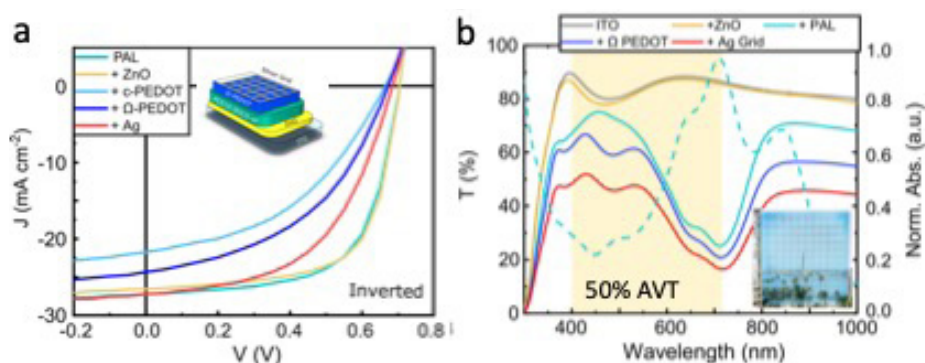 a
PAL
+ ZnO
+ c-PEDOT
+ Ω-PEDOT
+ Ag
0
-10
-20
-30
J (mA cm⁻²)
-0.2
0.0
0.2
0.4
0.6
0.8
V (V)
Inverted
b
ITO
+ZnO
+ PAL
+ Ω PEDOT
+ Ag Grid
100
80
60
40
20
0
T (%)
400
600
800
1000
Wavelength (nm)
1.0
0.8
0.6
0.4
0.2
0.0
Norm. Abs. (a.u.)
50% AVT